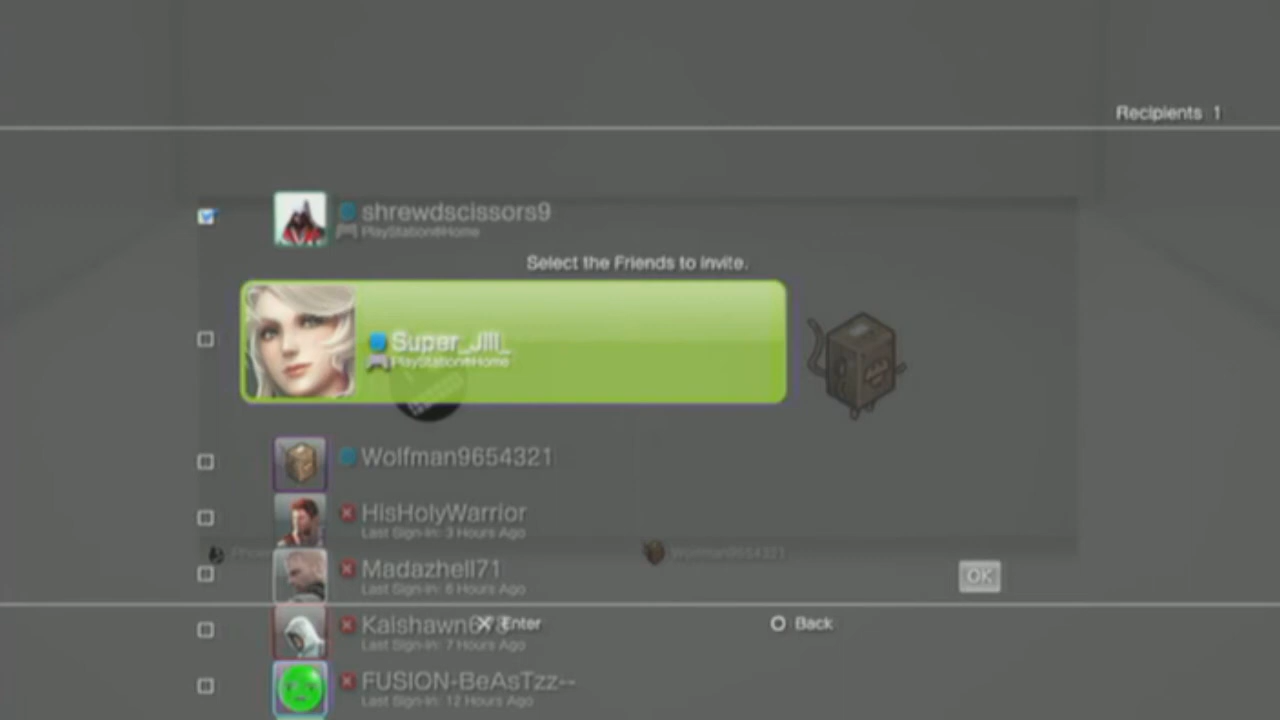 Recipients 1
shrewdscissors9
PlayStation®Home
Select the Friends to invite.
Super_Jill_
PlayStation®Home
Wolfman9654321
HisHolyWarrior
Last Sign-In: 3 Hours Ago
Wolfman9654321
Madazhell71
Last Sign-In: 6 Hours Ago
OK
Kaishawn673
Enter
Back
Last Sign-In: 7 Hours Ago
FUSION-BeAsTzz--
Last Sign-In: 12 Hours Ago